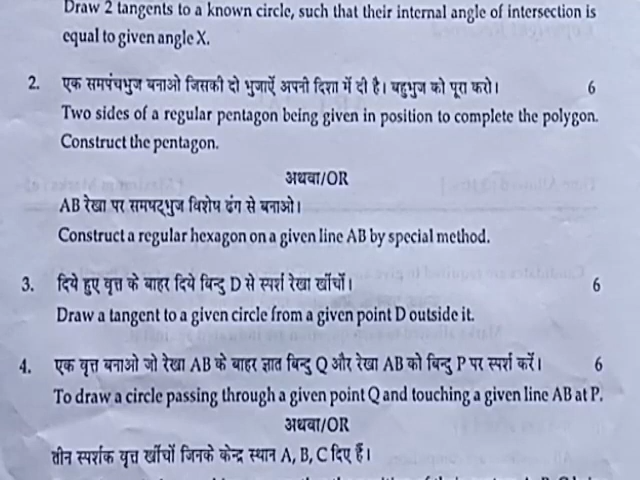 Draw 2 tangents to a known circle, such that their internal angle of intersection is
equal to given angle X.
2. एक समपंचभुज बनाओ जिसकी दो भुजाऐं अपनी दिशा में दी है। बहुभुज को पूरा करो। 6
Two sides of a regular pentagon being given in position to complete the polygon.
Construct the pentagon.
अथवा/OR
AB रेखा पर समषट्भुज विशेष ढंग से बनाओ।
Construct a regular hexagon on a given line AB by special method.
3. दिये हुए वृत्त के बाहर दिये बिन्दु D से स्पर्श रेखा खींचों। 6
Draw a tangent to a given circle from a given point D outside it.
4. एक वृत्त बनाओ जो रेखा AB के बाहर ज्ञात बिन्दु Q और रेखा AB को बिन्दु P पर स्पर्श करें। 6
To draw a circle passing through a given point Q and touching a given line AB at P.
अथवा/OR
तीन स्पर्शक वृत्त खींचों जिनके केन्द्र स्थान A, B, C दिए हैं।